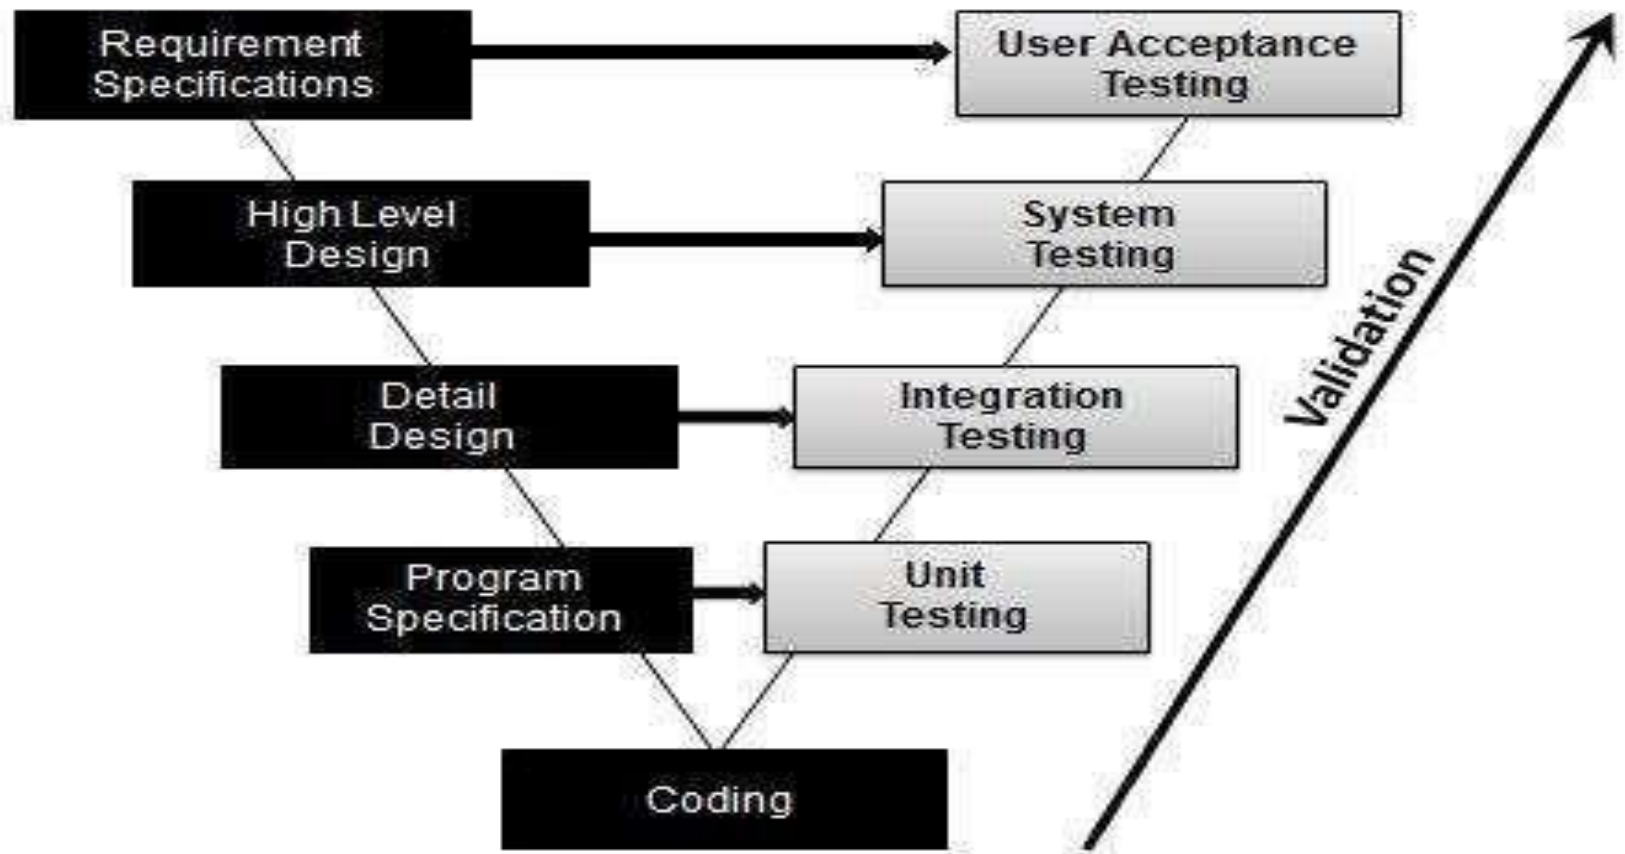 Requirement
Specifications
User Acceptance
Testing
High Level
Design
System
Testing
Detail
Design
Integration
Testing
Program
Specification
Unit
Testing
Coding
Validation